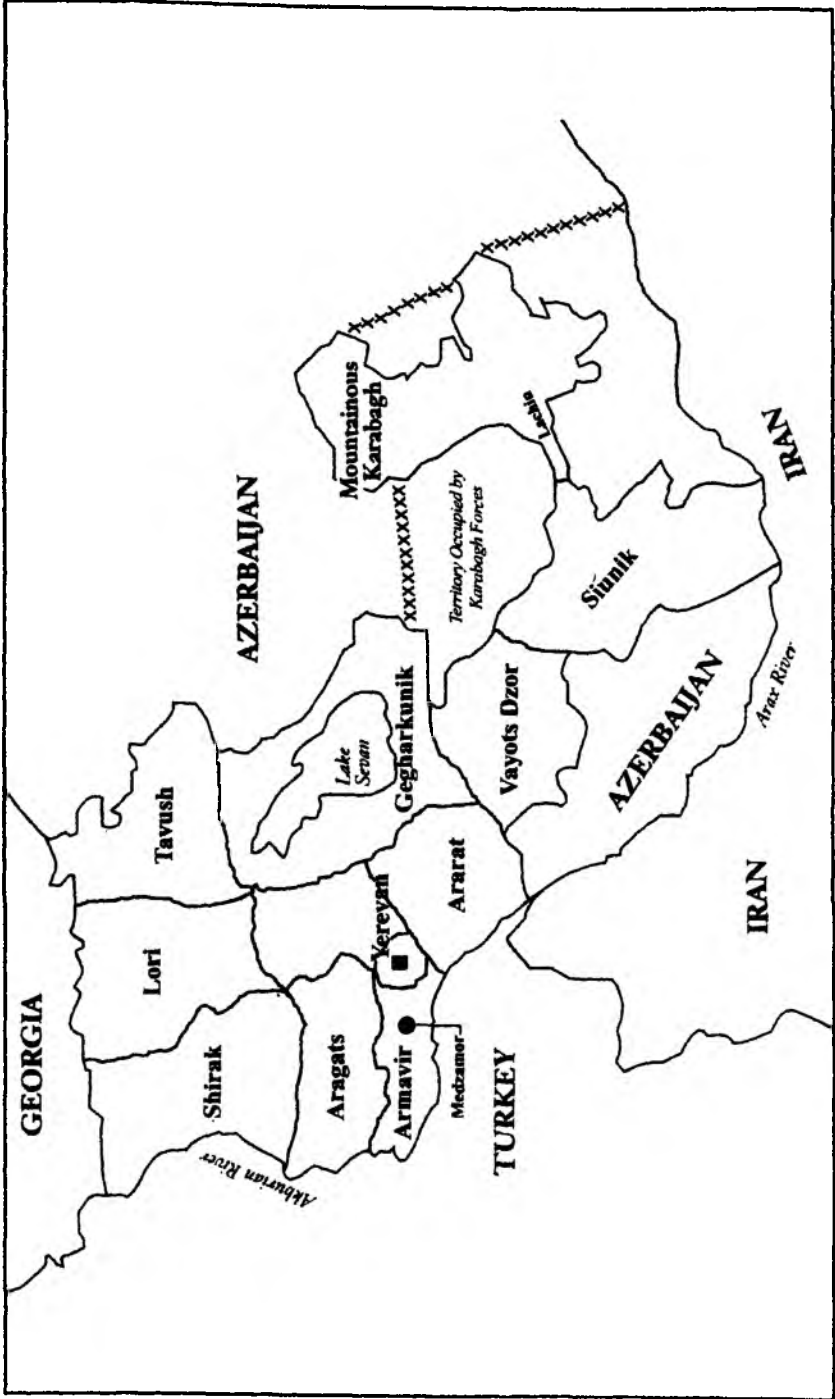 GEORGIA
AZERBAIJAN
Shirak
Lori
Tavush
Akburian River
Aragats
Yerevan
Lake
Sevan
Gegharkunik
Mountainous
Karabagh
Armavir
Medzamor
Ararat
Territory Occupied by
Karabagh Forces
Lachin
Vayots Dzor
Siunik
TURKEY
AZERBAIJAN
Arax River
IRAN
IRAN